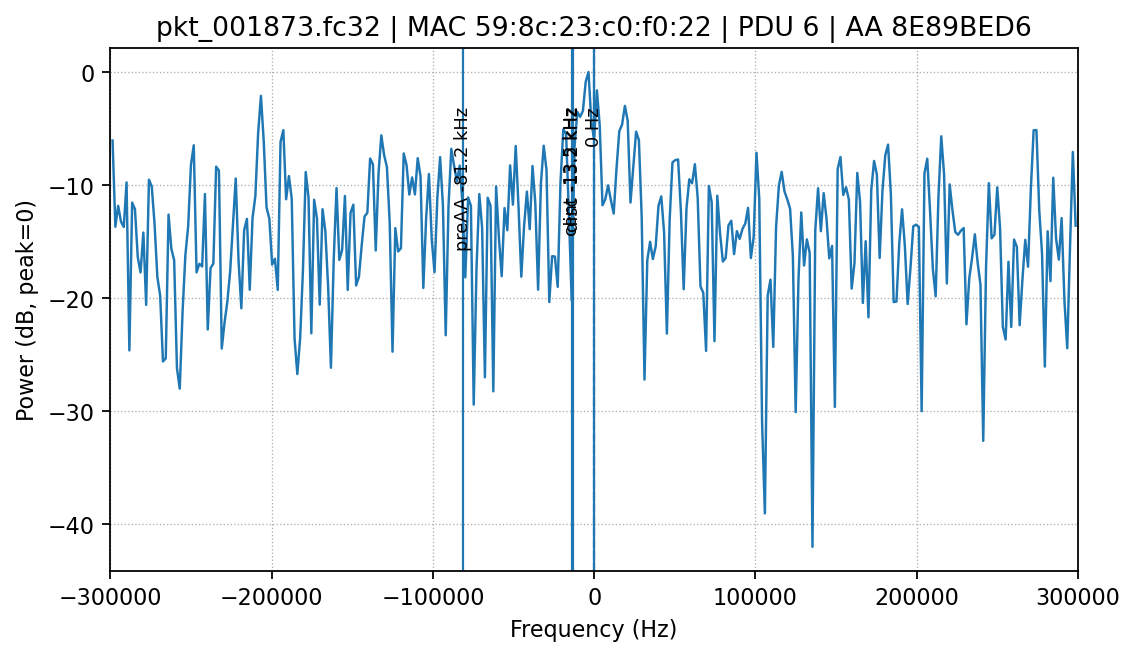 pkt_001873.fc32 | MAC 59:8c:23:c0:f0:22 | PDU 6 | AA 8E89BED6
Power (dB, peak=0)
0
−10
−20
−30
−40
preAA -81.2 kHz
-13.5 kHz
0 Hz
−300000
−200000
−100000
0
100000
200000
300000
Frequency (Hz)